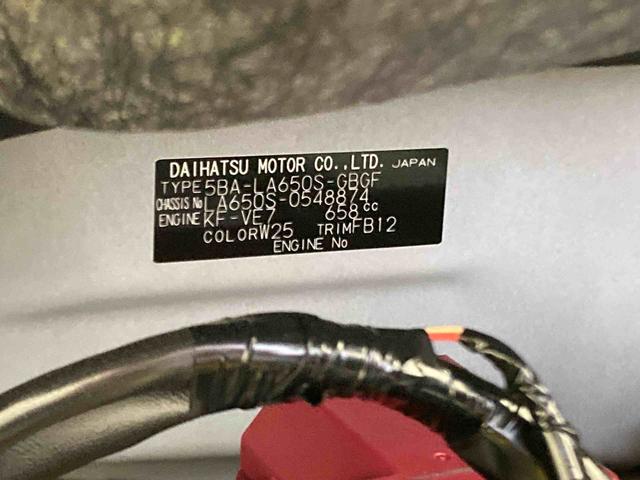 DAIHATSU MOTOR CO.,LTD. JAPAN
TYPE 5BA-LA650S-GBGF
CHASSIS No LA650S-0548874
ENGINE KF-VE7 658cc
COLOR W25 TRIM FB12
ENGINE No